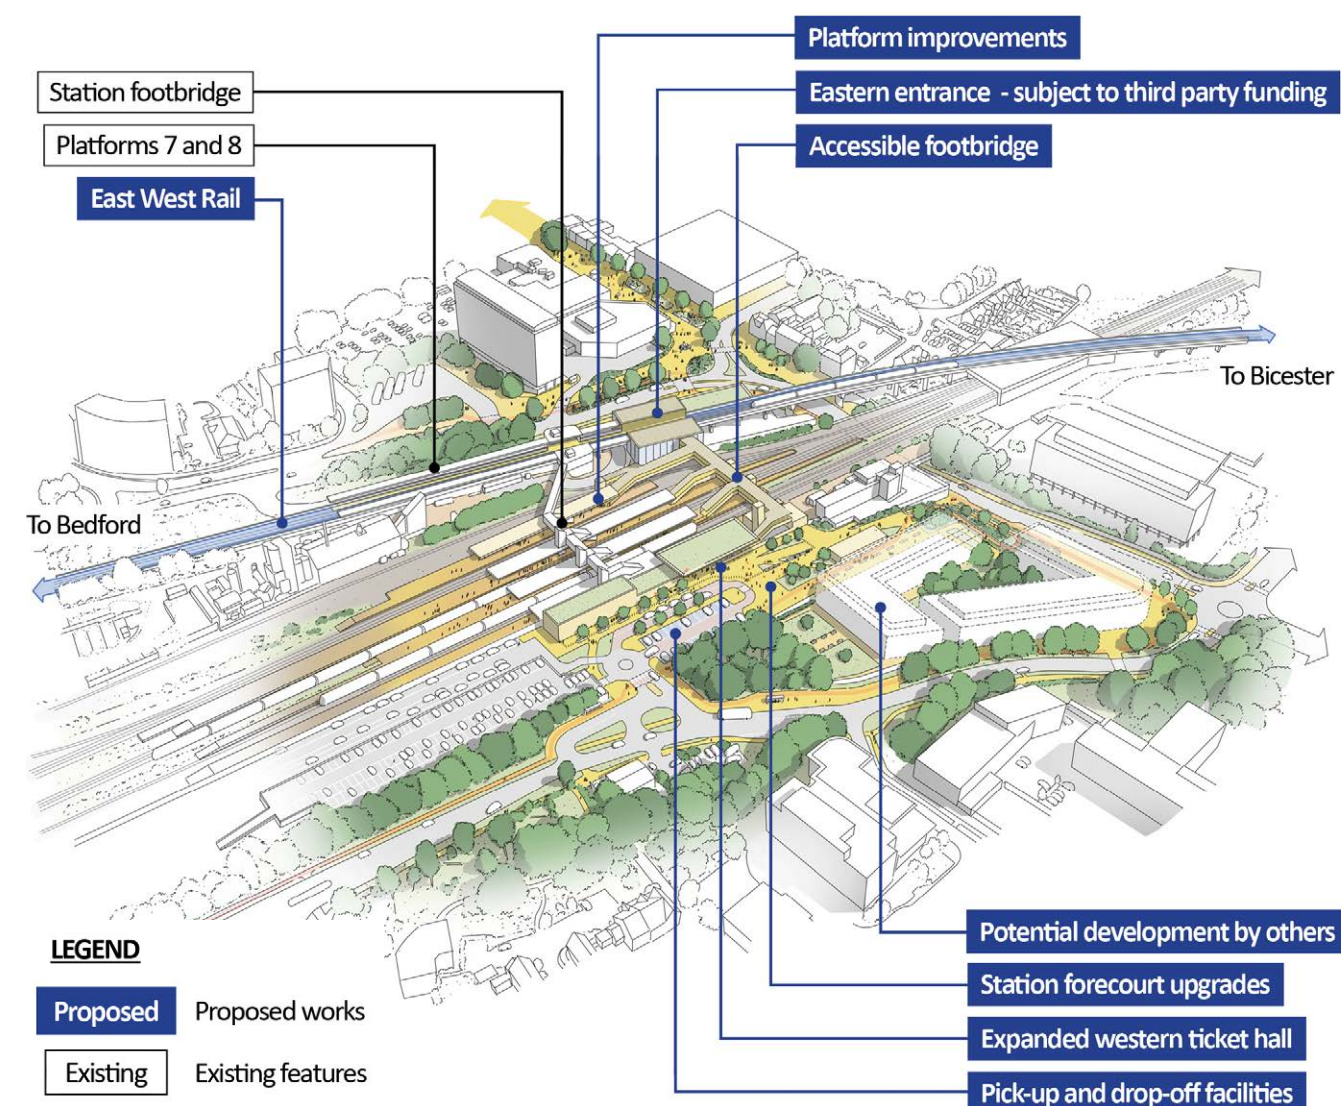 Platform improvements
Station footbridge
Eastern entrance - subject to third party funding
Platforms 7 and 8
Accessible footbridge
East West Rail
To Bicester
To Bedford
Potential development by others
LEGEND
Station forecourt upgrades
Proposed Proposed works
Expanded western ticket hall
Existing Existing features
Pick-up and drop-off facilities